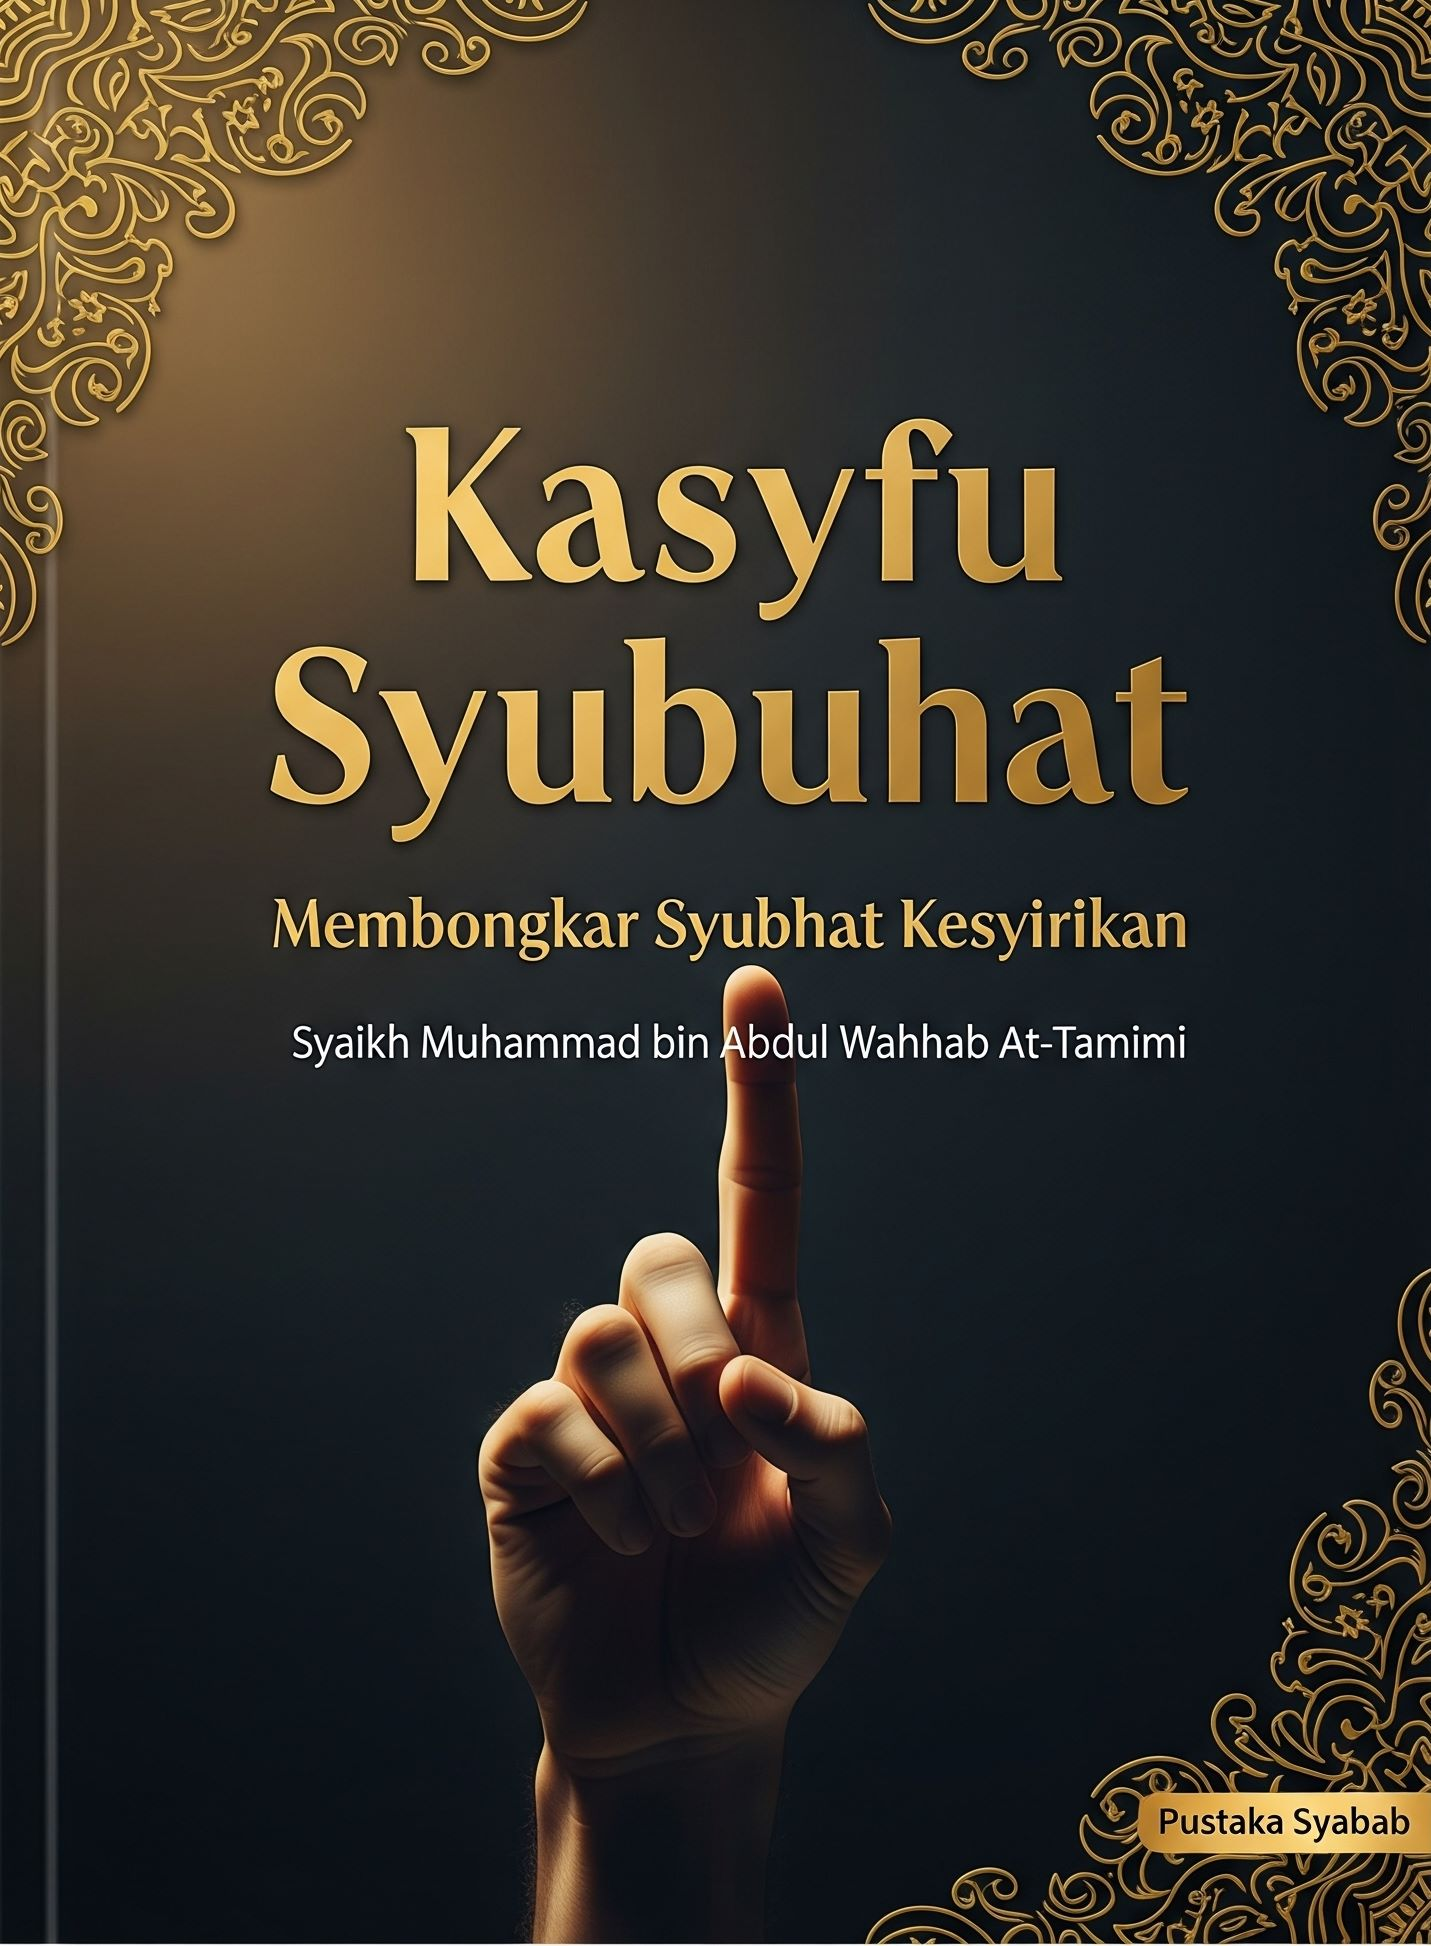 Kasyfu
Syubuhat
Membongkar Syubhat Kesyirikan
Syaikh Muhammad bin Abdul Wahhab At-Tamimi
Pustaka Syabab